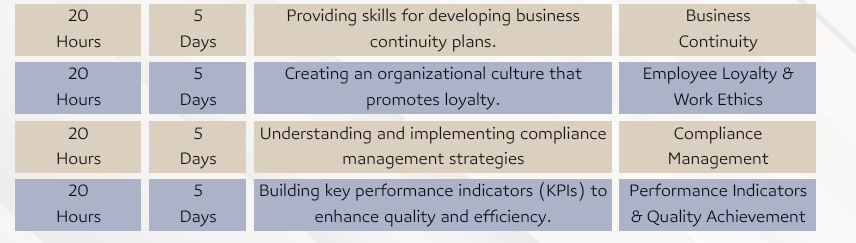 20 Hours
5 Days
Providing skills for developing business
continuity plans.
Business
Continuity
20 Hours
5 Days
Creating an organizational culture that
promotes loyalty.
Employee Loyalty &
Work Ethics
20 Hours
5 Days
Understanding and implementing compliance
management strategies
Compliance
Management
20 Hours
5 Days
Building key performance indicators (KPIs) to
enhance quality and efficiency.
Performance Indicators
& Quality Achievement